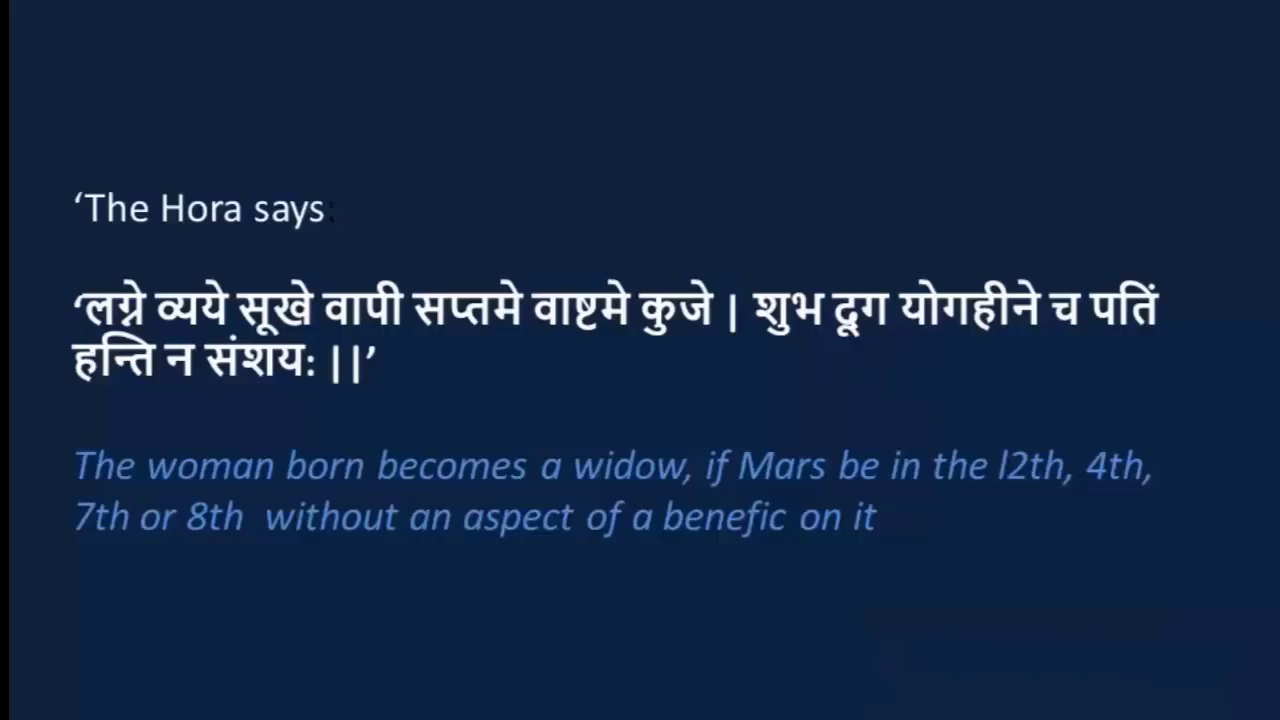 ‘The Hora says:
‘लग्ने व्यये सूखे वापी सप्तमे वाष्टमे कुजे | शुभ दूग योगहीने च पतिं
हन्ति न संशयः ||’
The woman born becomes a widow, if Mars be in the l2th, 4th,
7th or 8th without an aspect of a benefic on it